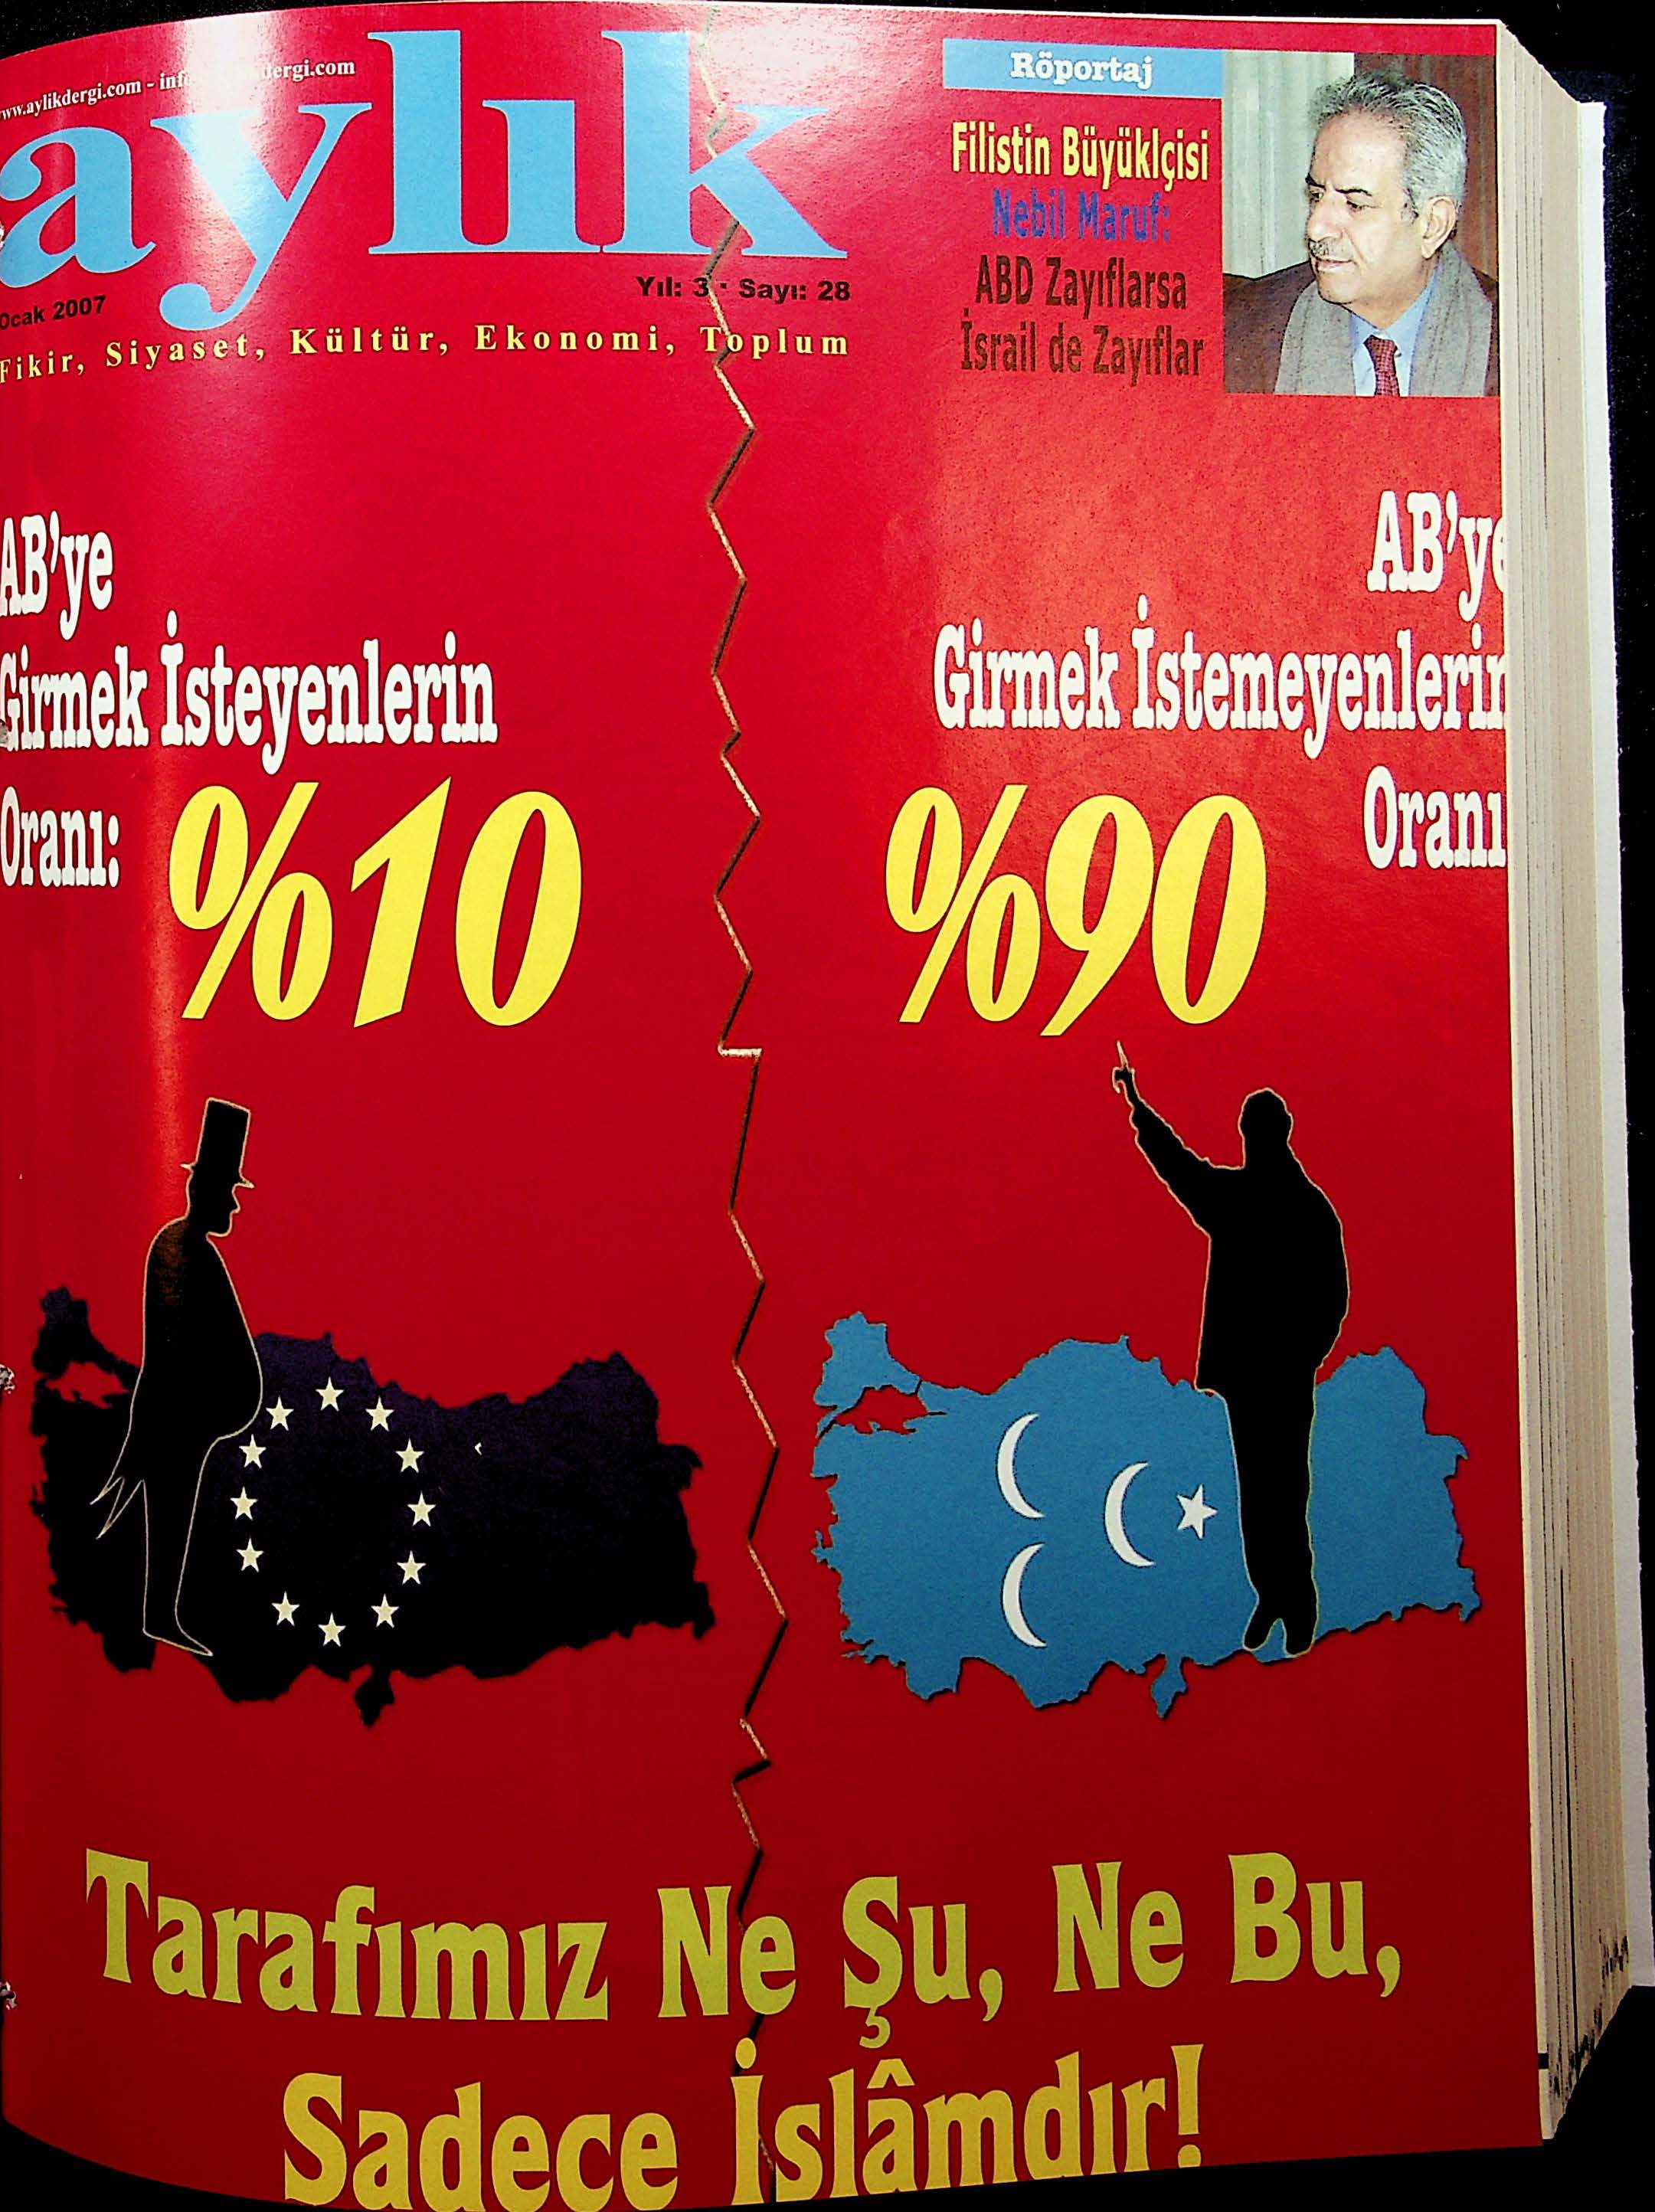 www.aylikdergi.com - dergi.com
aylık
Ocak 2007
Yıl: 3 · Sayı: 28
Fikir, Siyaset, Kültür, Ekonomi, Toplum
Röportaj
Filistin Büyüklçisi
Nebil Maruf:
ABD Zayıflarsa
İsrail de Zayıflar
AB'ye
Girmek İsteyenlerin
Oranı: %10
AB'ye
Girmek İstemeyenlerin
Oranı
%90
Tarafımız Ne Şu, Ne Bu,
Sadece İslâmdır!